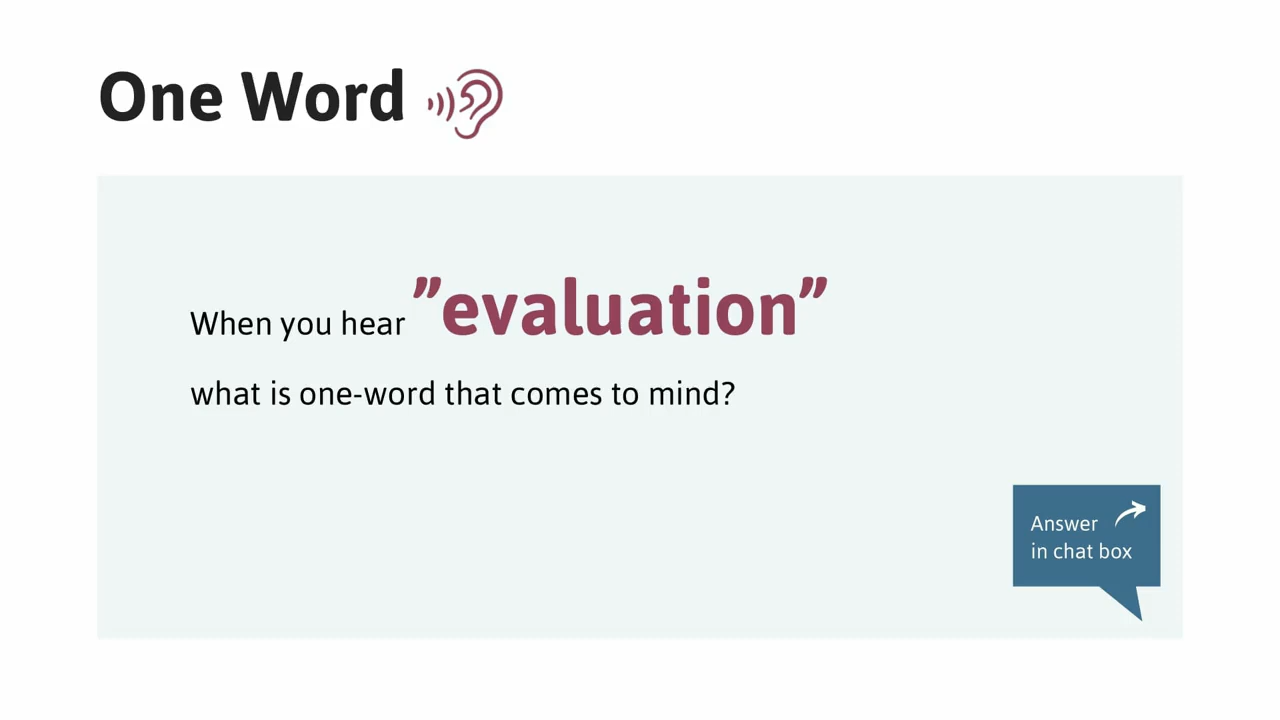 One Word
When you hear ”evaluation”
what is one-word that comes to mind?
Answer
in chat box